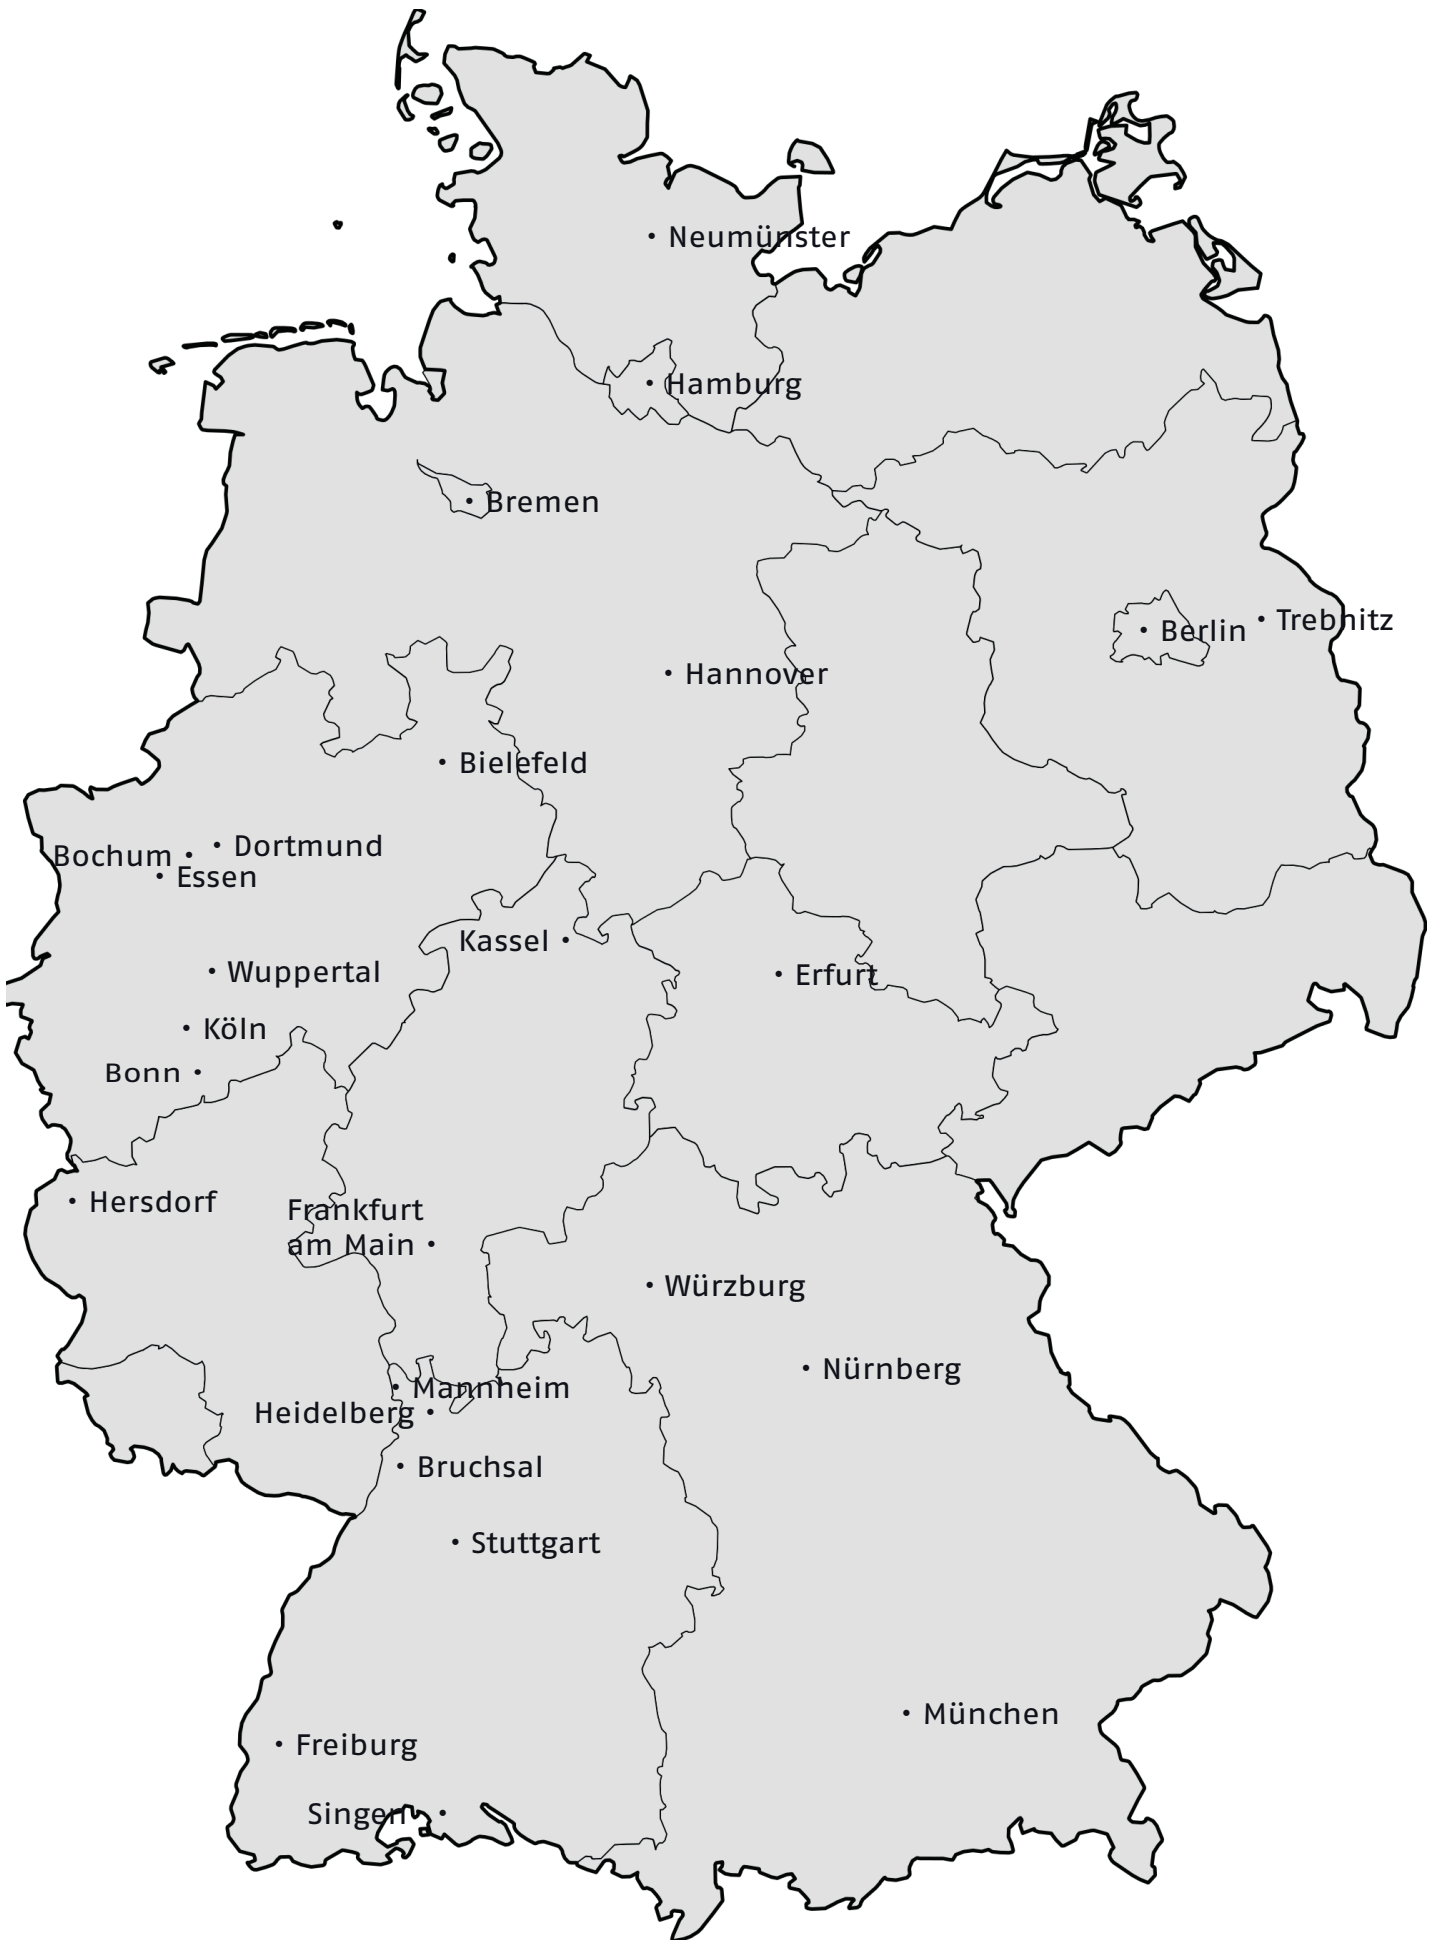 Neumünster
Hamburg
Bremen
Trebnitz
Berlin
Hannover
Bielefeld
Dortmund
Bochum
Essen
Kassel
Wuppertal
Erfurt
Köln
Bonn
Hersdorf
Frankfurt
am Main
Würzburg
Nürnberg
Mannheim
Heidelberg
Bruchsal
Stuttgart
München
Freiburg
Singen